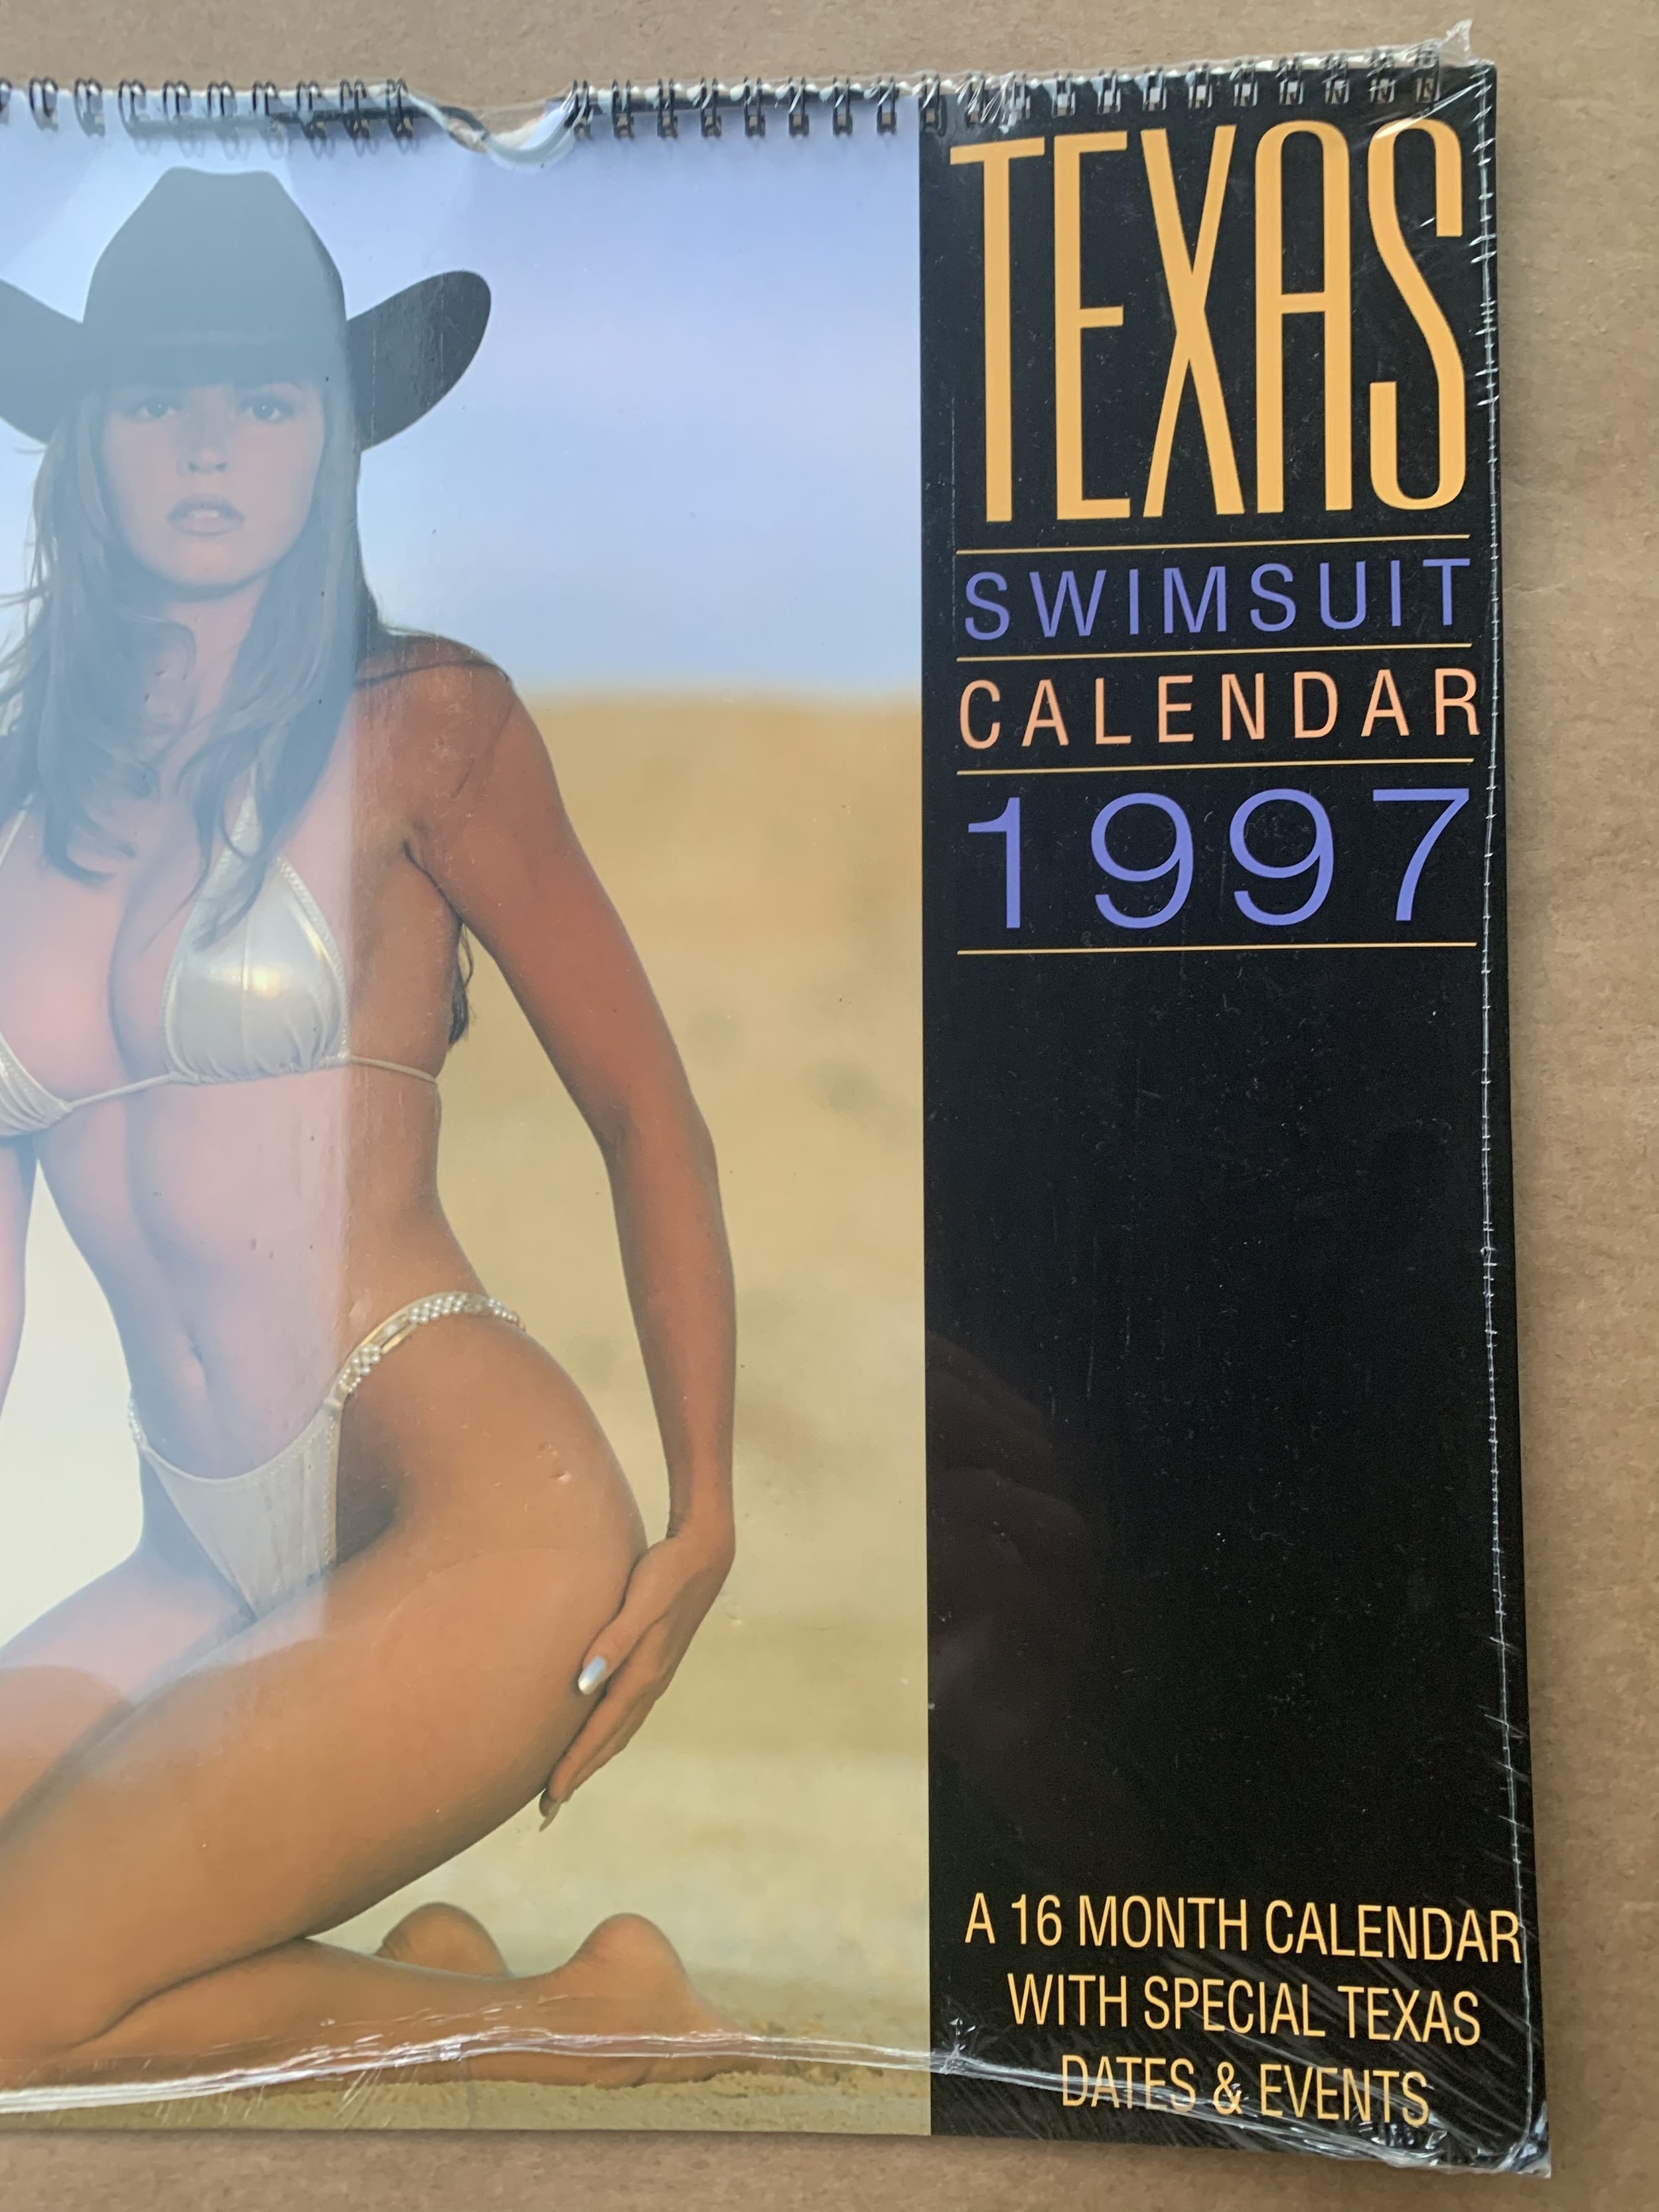 TEXAS
SWIMSUIT
CALENDAR
1997
A 16 MONTH CALENDAR
WITH SPECIAL TEXAS
DATES & EVENTS